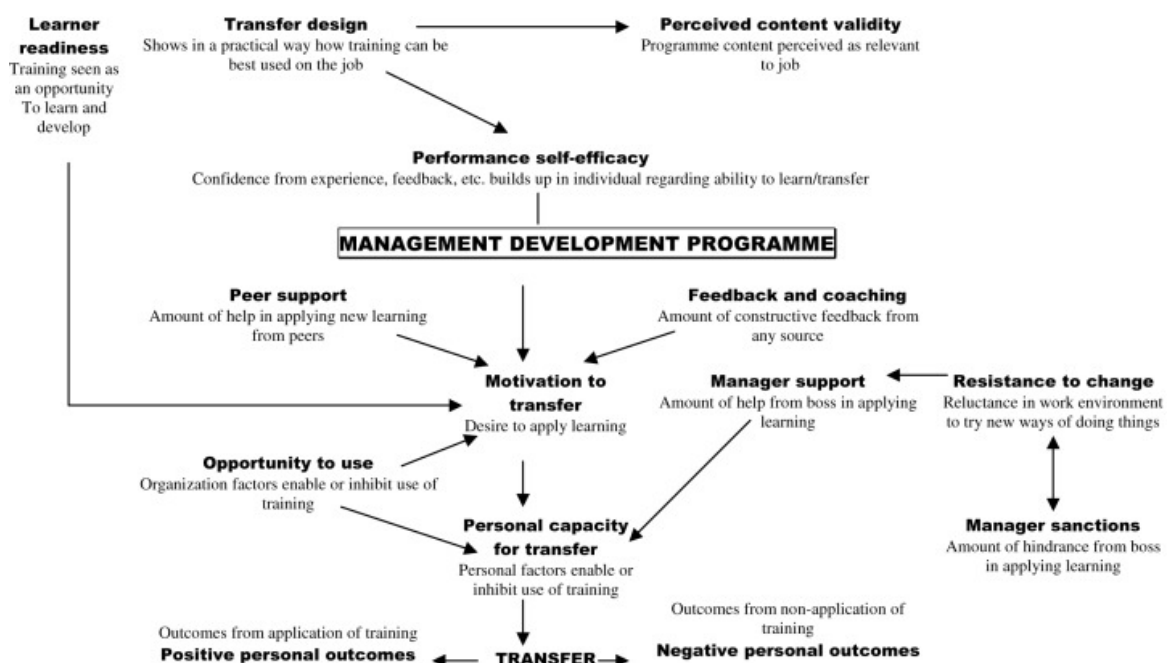 Learner
readiness
Training seen as
an opportunity
To learn and
develop
Transfer design
Shows in a practical way how training can be
best used on the job
Perceived content validity
Programme content perceived as relevant
to job
Performance self-efficacy
Confidence from experience, feedback, etc. builds up in individual regarding ability to learn/transfer
MANAGEMENT DEVELOPMENT PROGRAMME
Peer support
Amount of help in applying new learning
from peers
Feedback and coaching
Amount of constructive feedback from
any source
Motivation to
transfer
Desire to apply learning
Manager support
Amount of help from boss in applying
learning
Resistance to change
Reluctance in work environment
to try new ways of doing things
Opportunity to use
Organization factors enable or inhibit use of
training
Personal capacity
for transfer
Personal factors enable or
inhibit use of training
Manager sanctions
Amount of hindrance from boss
in applying learning
Outcomes from application of training
Positive personal outcomes
TRANSFER
Outcomes from non-application of
training
Negative personal outcomes